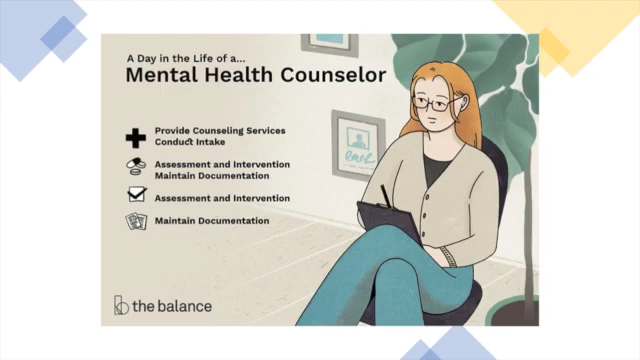 A Day in the Life of a...
Mental Health Counselor
Provide Counseling Services
Conduct Intake
Assessment and Intervention
Maintain Documentation
Assessment and Intervention
Maintain Documentation
the balance